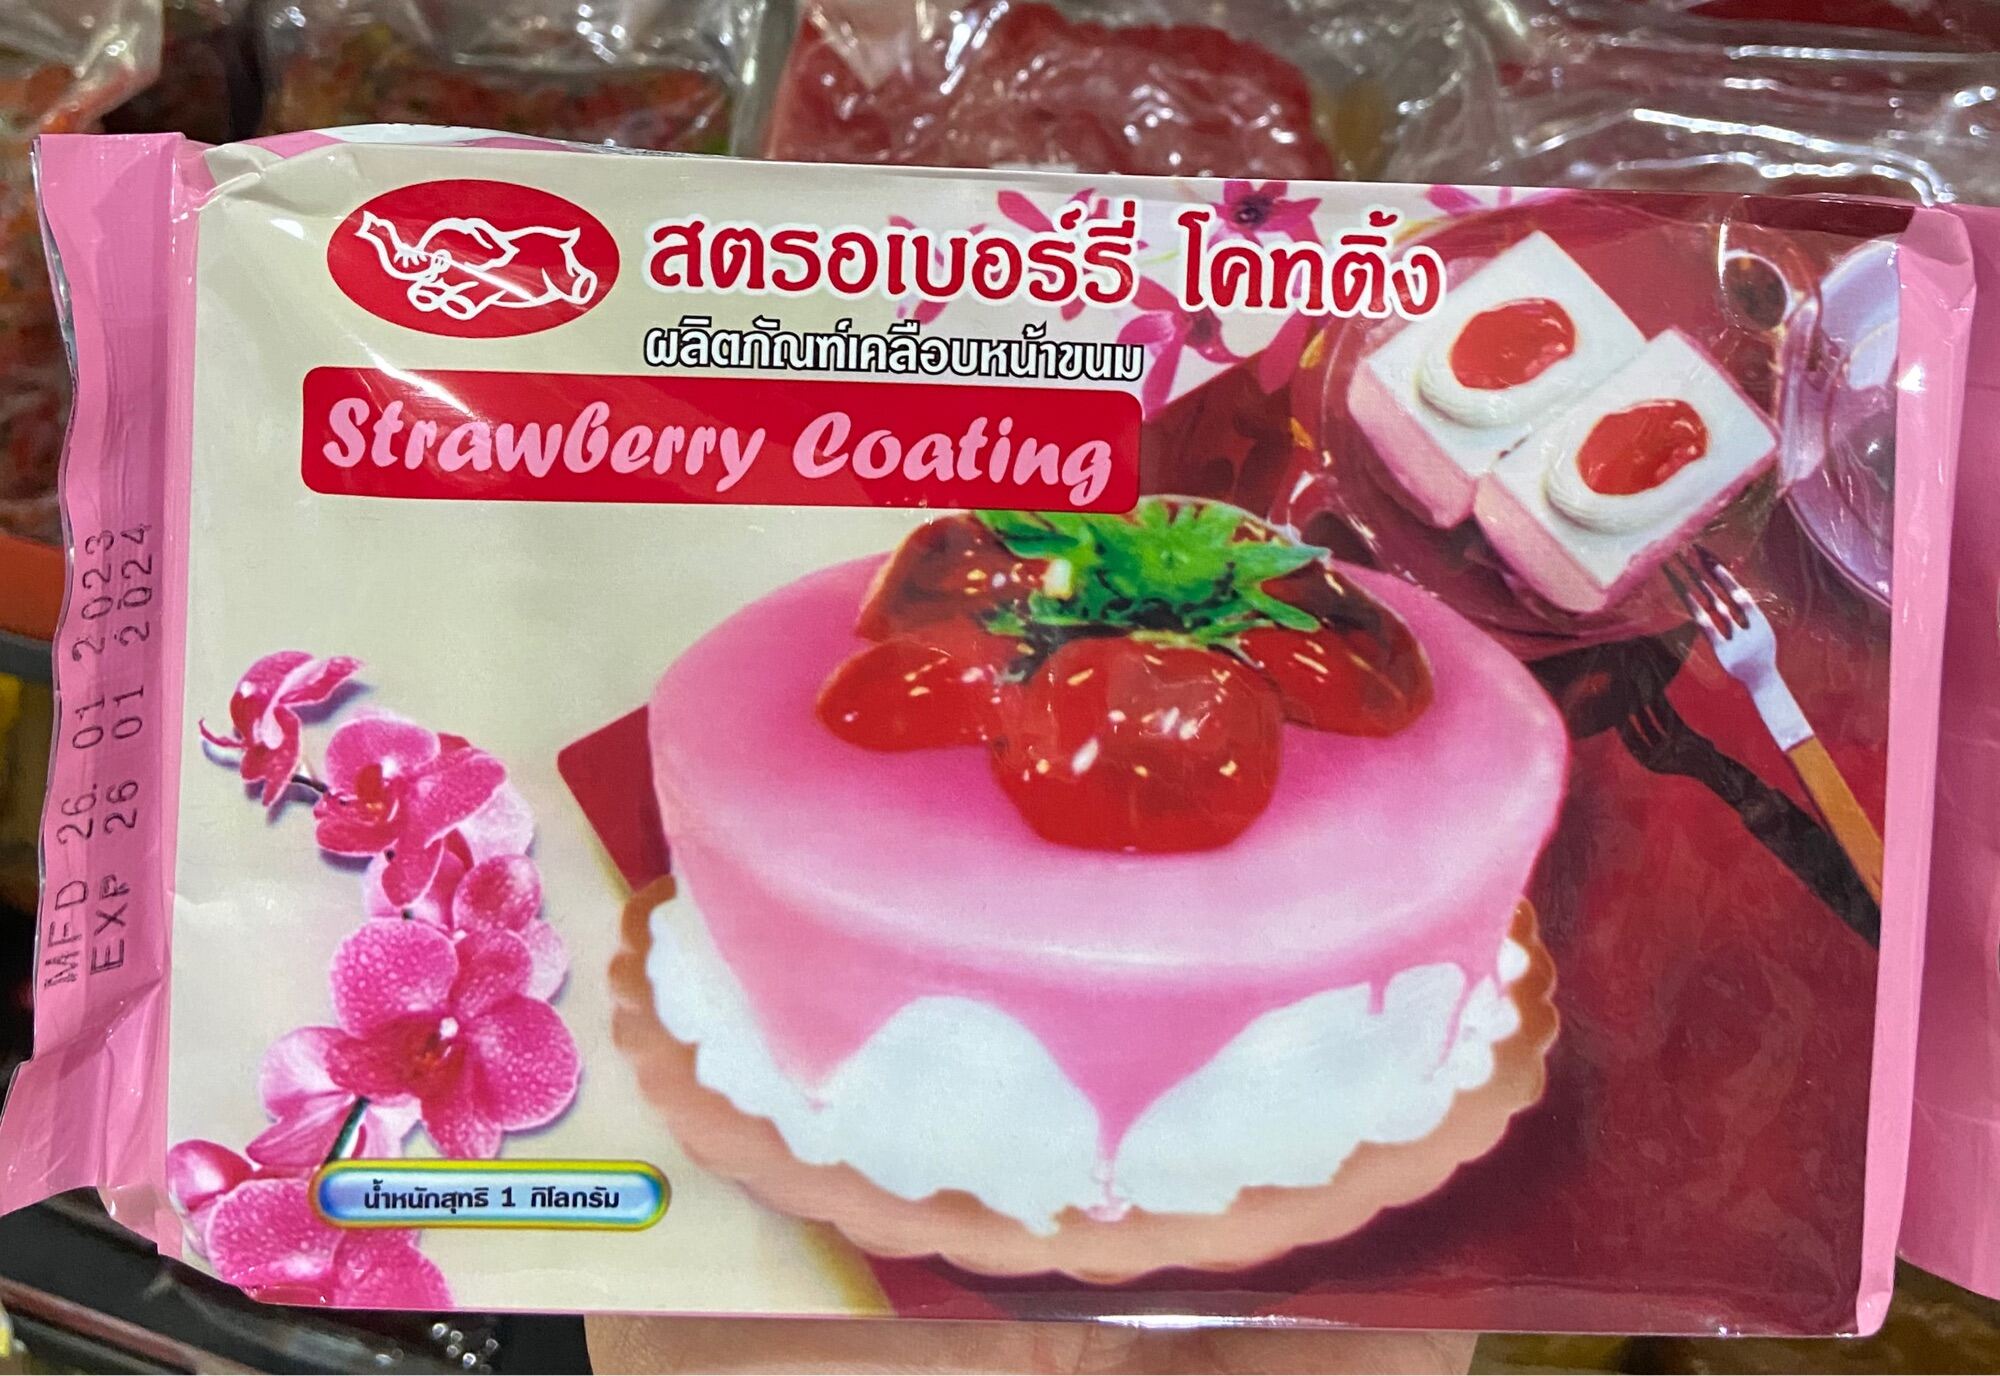 สตรอเบอร์รี่ โคทติ้ง
ผลิตภัณฑ์เคลือบหน้าขนม
Strawberry Coating
MFD 26 01 2023
EXP 26 01 2024
น้ำหนักสุทธิ 1 กิโลกรัม